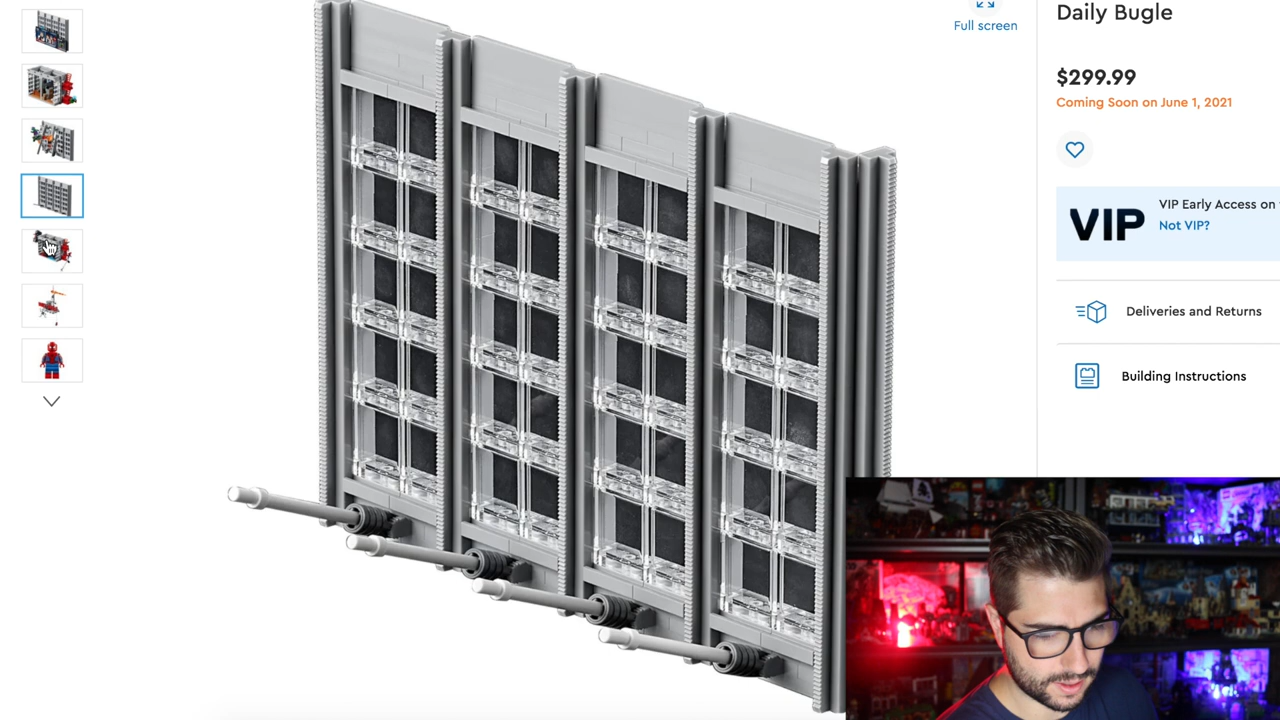 Full screen
Daily Bugle
$299.99
Coming Soon on June 1, 2021
VIP
VIP Early Access on
Not VIP?
Deliveries and Returns
Building Instructions